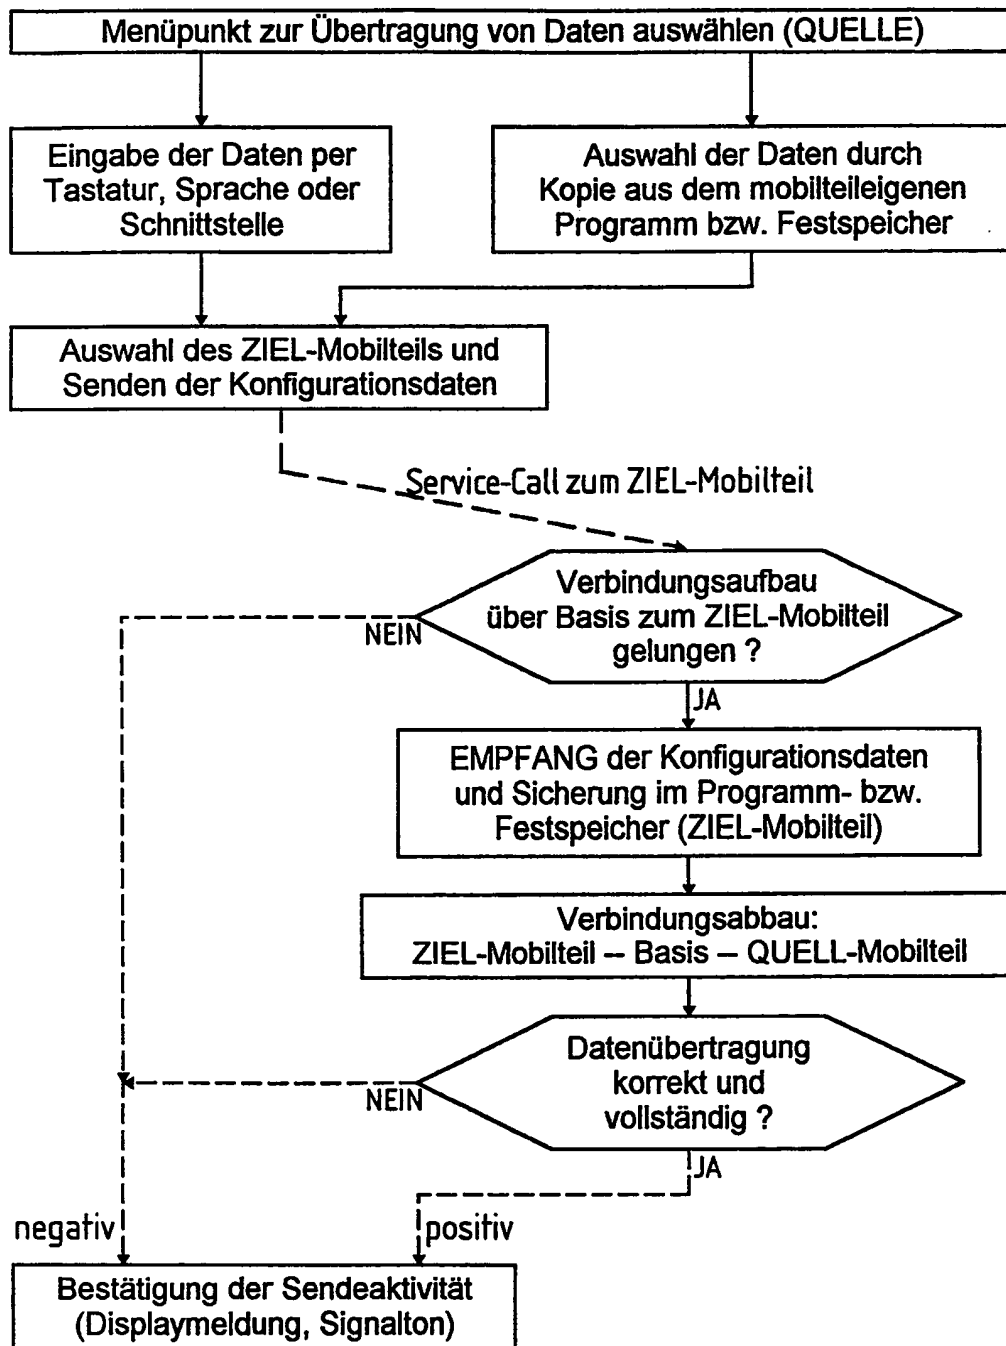 Menüpunkt zur Übertragung von Daten auswählen (QUELLE)
Eingabe der Daten per
Tastatur, Sprache oder
Schnittstelle
Auswahl der Daten durch
Kopie aus dem mobilteileigenen
Programm bzw. Festspeicher
Auswahl des ZIEL-Mobilteils und
Senden der Konfigurationsdaten
Service-Call zum ZIEL-Mobilteil
Verbindungsaufbau
über Basis zum ZIEL-Mobilteil
gelungen ?
NEIN
JA
EMPFANG der Konfigurationsdaten
und Sicherung im Programm- bzw.
Festspeicher (ZIEL-Mobilteil)
Verbindungsabbau:
ZIEL-Mobilteil – Basis – QUELL-Mobilteil
Datenübertragung
korrekt und
vollständig ?
NEIN
JA
negativ
positiv
Bestätigung der Sendeaktivität
(Displaymeldung, Signalton)